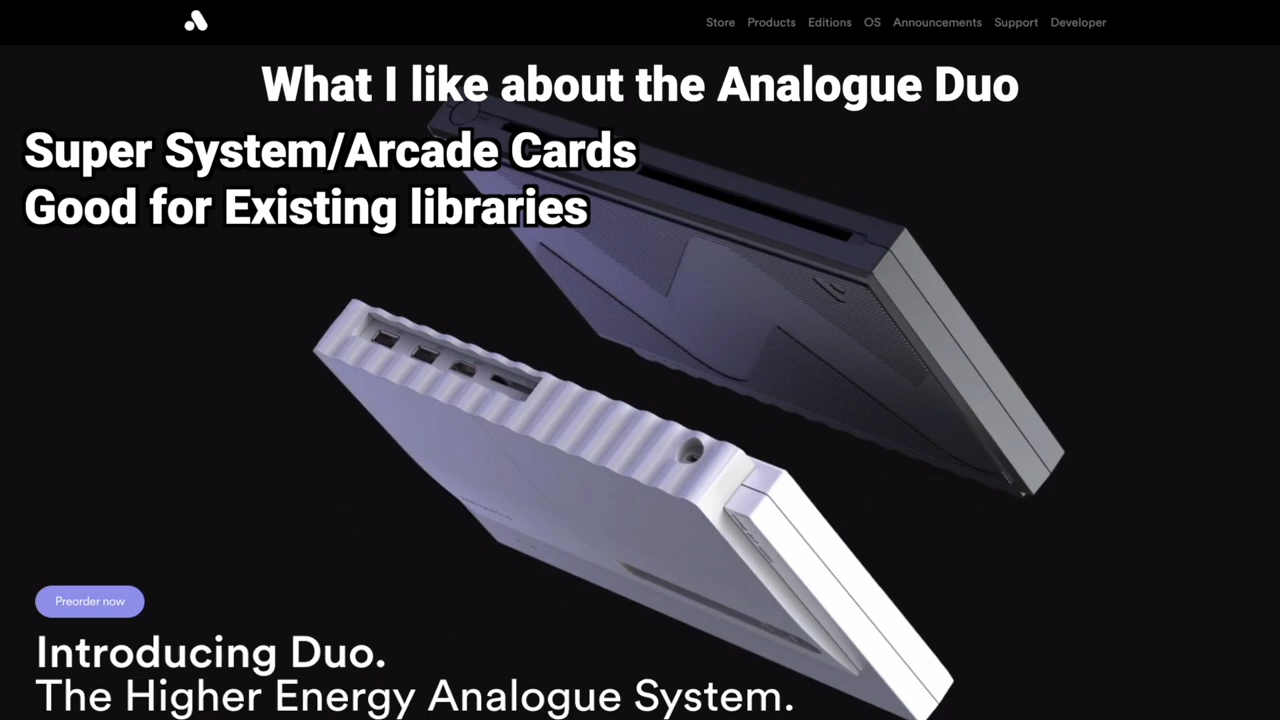 Store Products Editions OS Announcements Support Developer
What I like about the Analogue Duo
Super System/Arcade Cards
Good for Existing libraries
Preorder now
Introducing Duo.
The Higher Energy Analogue System.